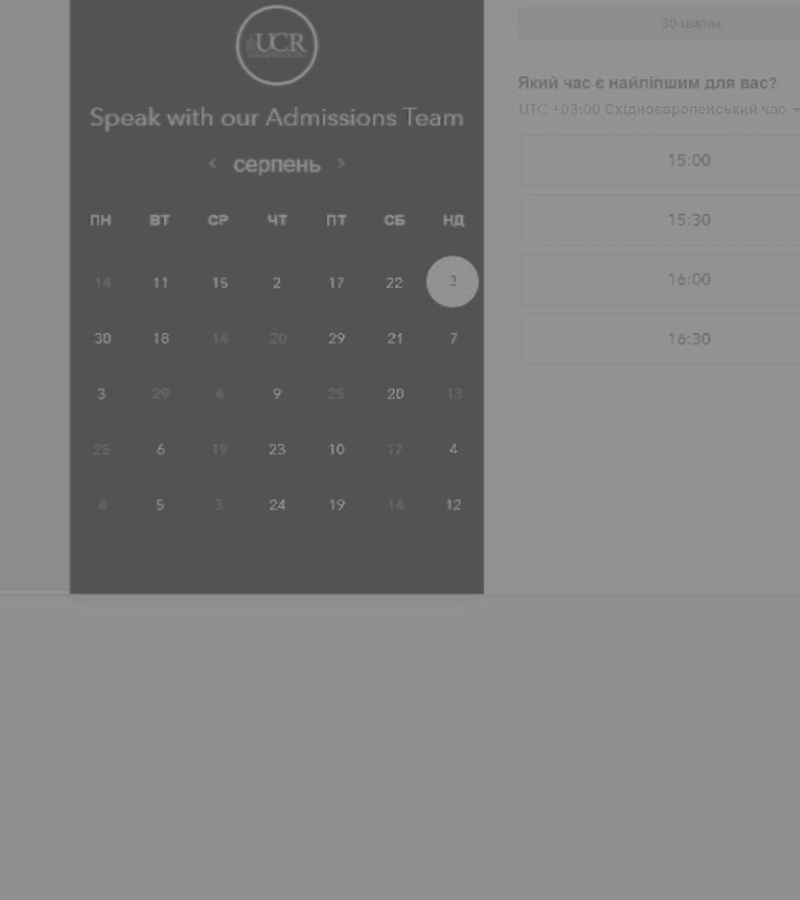 UCR
Speak with our Admissions Team
< серпень >
ПН ВТ СР ЧТ ПТ СБ НД
14 11 15 2 17 22 3
30 18 14 20 29 21 7
3 29 4 9 25 20 13
25 6 19 23 10 17 4
4 5 3 24 19 14 12
30 хвилин
Який час є найліпшим для вас?
UTC +03:00 Східноєвропейський час
15:00
15:30
16:00
16:30